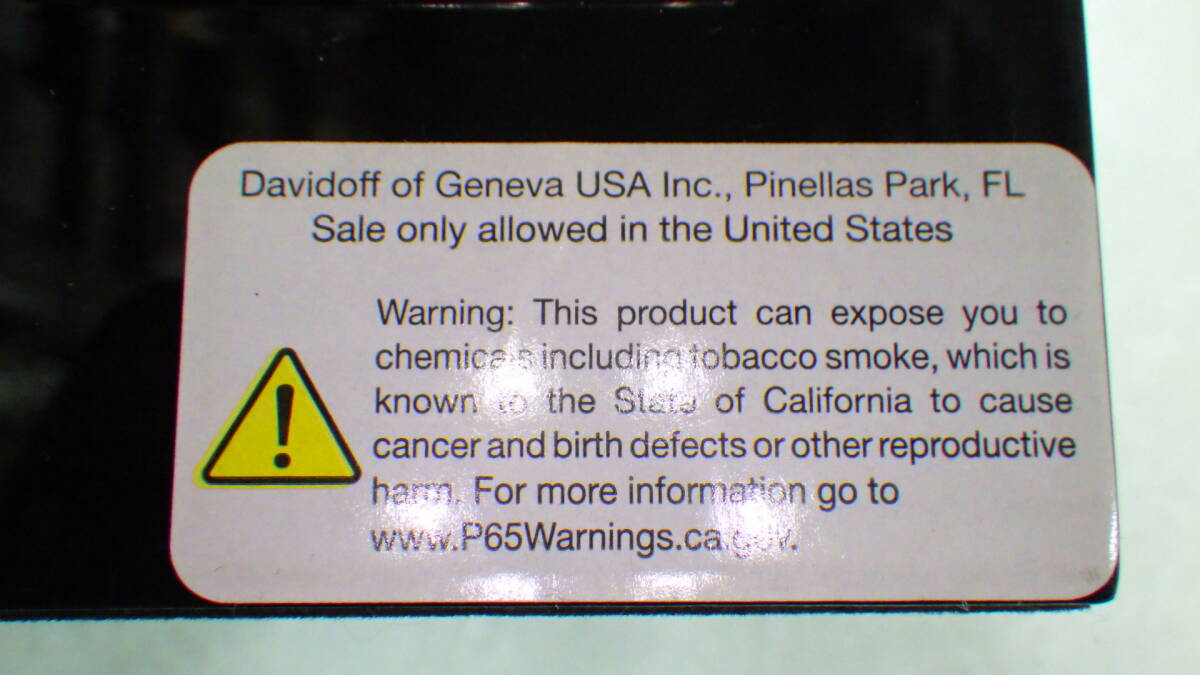 Davidoff of Geneva USA Inc., Pinellas Park, FL
Sale only allowed in the United States
Warning: This product can expose you to
chemicals including tobacco smoke, which is
known to the State of California to cause
cancer and birth defects or other reproductive
harm. For more information go to
www.P65Warnings.ca.gov.